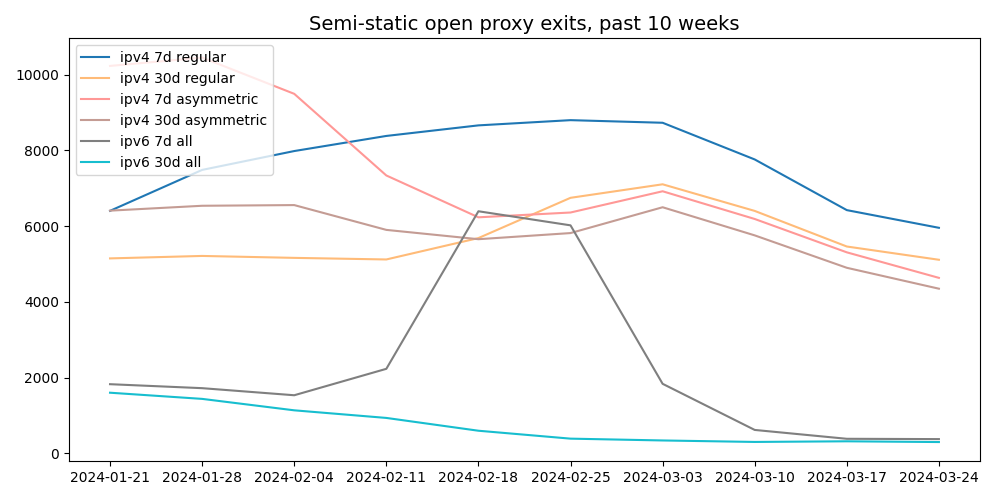 Semi-static open proxy exits, past 10 weeks
ipv4 7d regular
ipv4 30d regular
ipv4 7d asymmetric
ipv4 30d asymmetric
ipv6 7d all
ipv6 30d all
10000
8000
6000
4000
2000
0
2024-01-21 2024-01-28 2024-02-04 2024-02-11 2024-02-18 2024-02-25 2024-03-03 2024-03-10 2024-03-17 2024-03-24